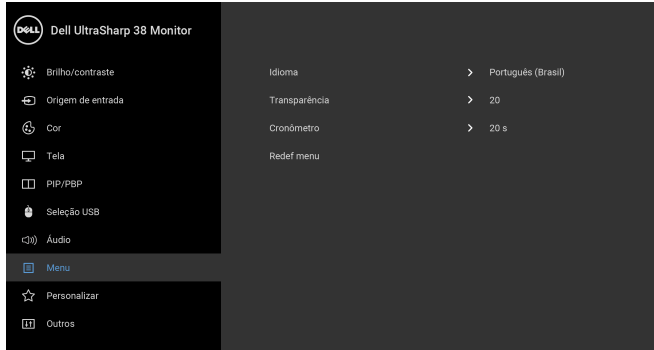 DELL Dell UltraSharp 38 Monitor
Brilho/contraste
Idioma Português (Brasil)
Origem de entrada
Transparência 20
Cor
Cronômetro 20 s
Tela
Redef menu
PIP/PBP
Seleção USB
Áudio
Menu
Personalizar
Outros